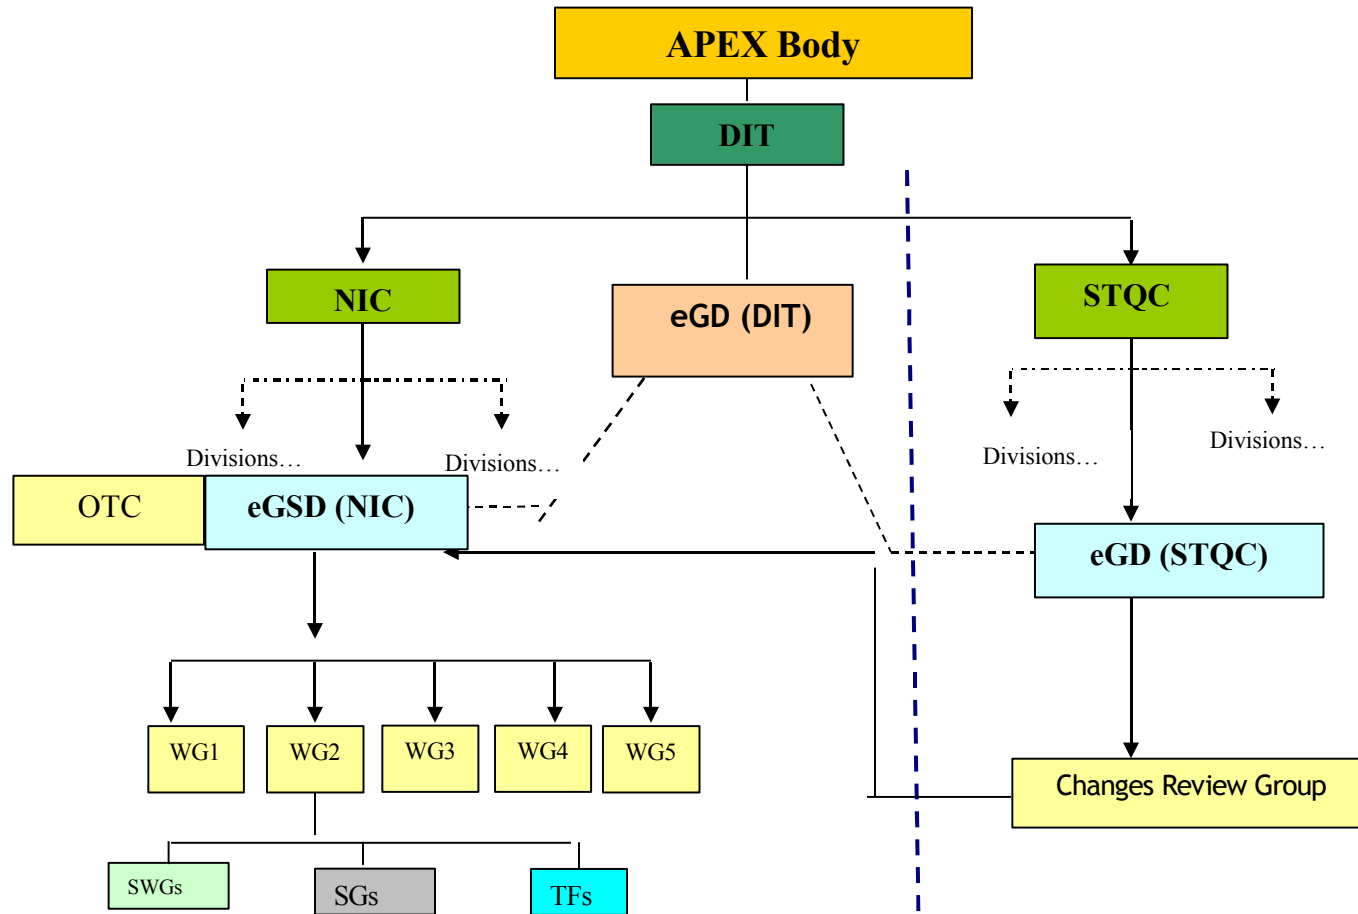 APEX Body
DIT
NIC
eGD (DIT)
STQC
Divisions…
Divisions…
Divisions…
Divisions…
OTC
eGSD (NIC)
eGD (STQC)
WG1
WG2
WG3
WG4
WG5
Changes Review Group
SWGs
SGs
TFs